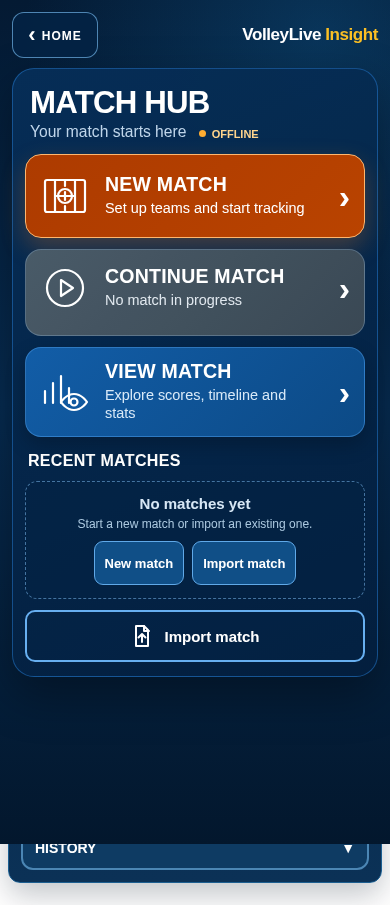 ‹ HOME
VolleyLive Insight
MATCH HUB
Your match starts here
OFFLINE
NEW MATCH
Set up teams and start tracking
CONTINUE MATCH
No match in progress
VIEW MATCH
Explore scores, timeline and
stats
RECENT MATCHES
No matches yet
Start a new match or import an existing one.
New match
Import match
Import match
HISTORY